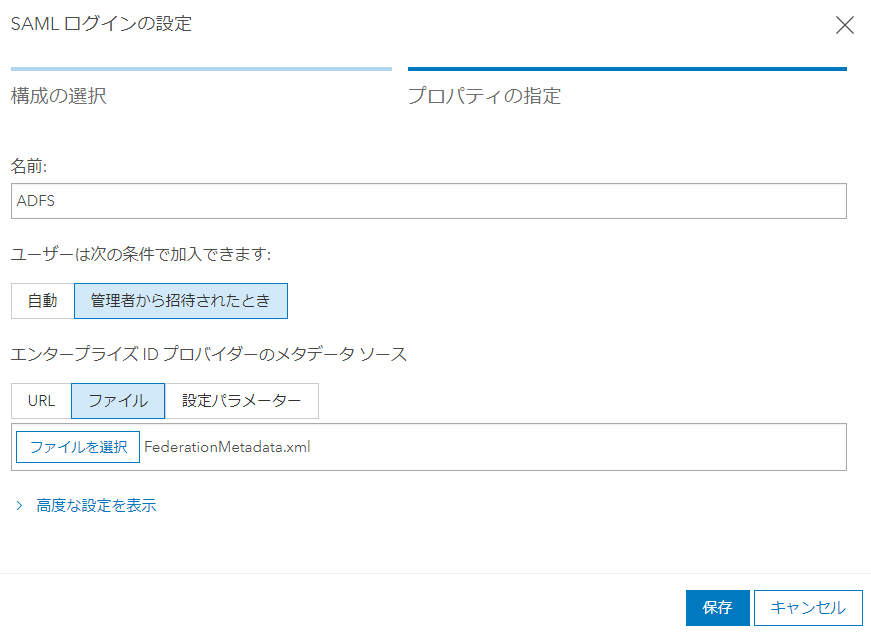 SAML ログインの設定
構成の選択
プロパティの指定
名前:
ADFS
ユーザーは次の条件で加入できます:
自動 管理者から招待されたとき
エンタープライズ ID プロバイダーのメタデータ ソース
URL ファイル 設定パラメーター
ファイルを選択 FederationMetadata.xml
高度な設定を表示
保存 キャンセル